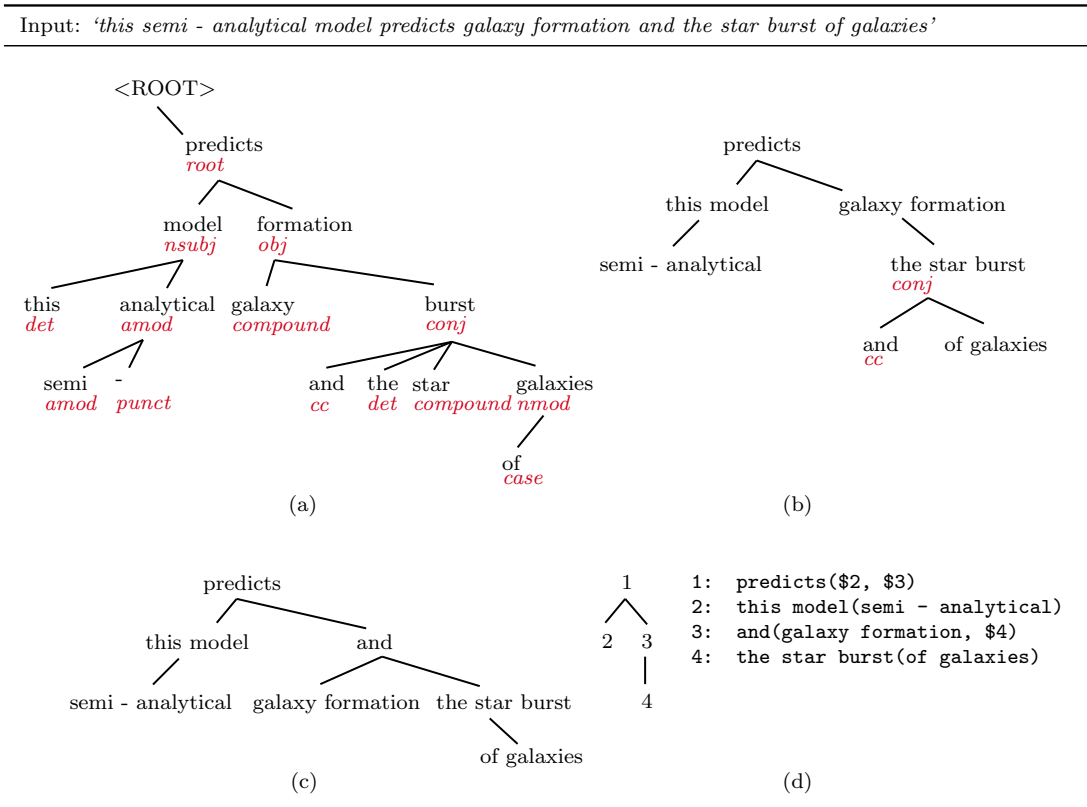 Input: ‘this semi - analytical model predicts galaxy formation and the star burst of galaxies’
<ROOT>
predicts
root
model formation
nsubj obj
this analytical galaxy burst
det amod compound conj
semi - and the star galaxies
amod punct cc det compound nmod
of
case
(a)
predicts
this model galaxy formation
semi - analytical the star burst
conj
and of galaxies
cc
(b)
predicts
this model and
semi - analytical galaxy formation the star burst
of galaxies
(c)
1
2 3
4
1: predicts($2, $3)
2: this model(semi - analytical)
3: and(galaxy formation, $4)
4: the star burst(of galaxies)
(d)